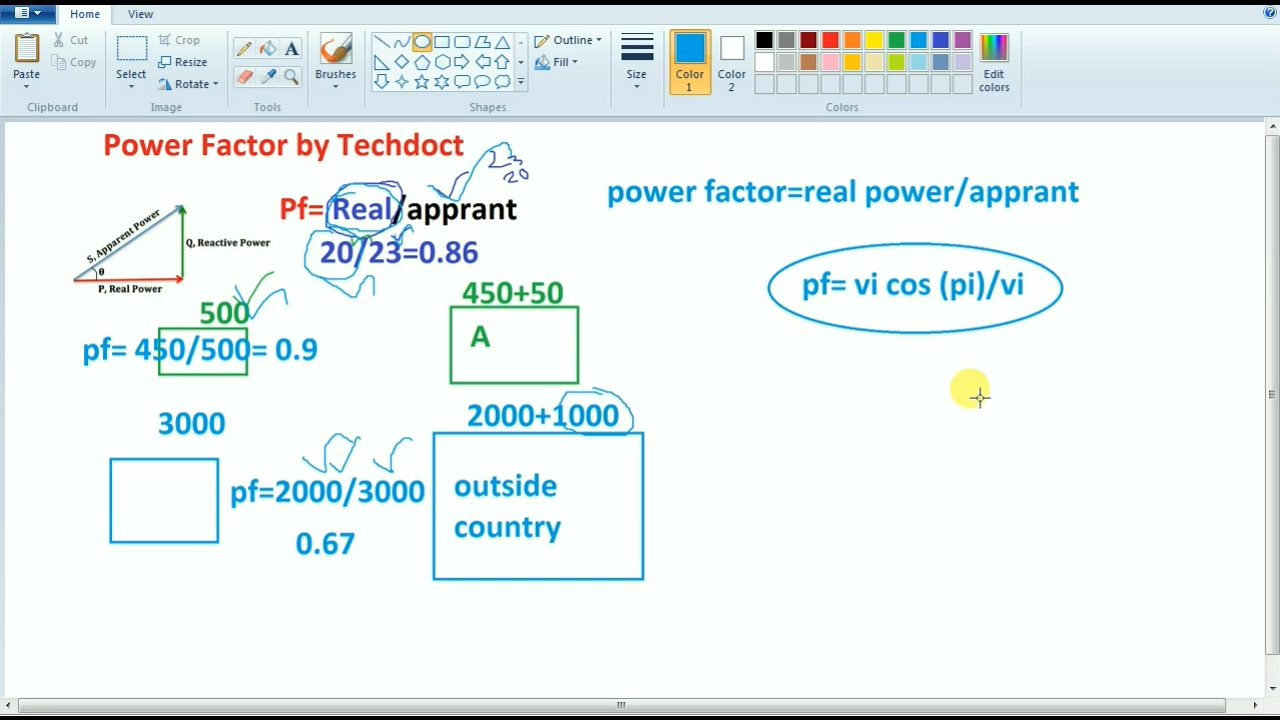 Home
View
Paste
Cut
Copy
Clipboard
Select
Crop
Resize
Rotate
Image
A
Tools
Brushes
Shapes
Outline
Fill
Size
Color 1
Color 2
Edit colors
Colors
Power Factor by Techdoct
23
20
Pf= Real/apprant
20/23=0.86
power factor=real power/apprant
S, Apparent Power
Q, Reactive Power
θ
P, Real Power
pf= vi cos (pi)/vi
500
pf= 450/500= 0.9
450+50
A
3000
2000+1000
pf=2000/3000
0.67
outside
country